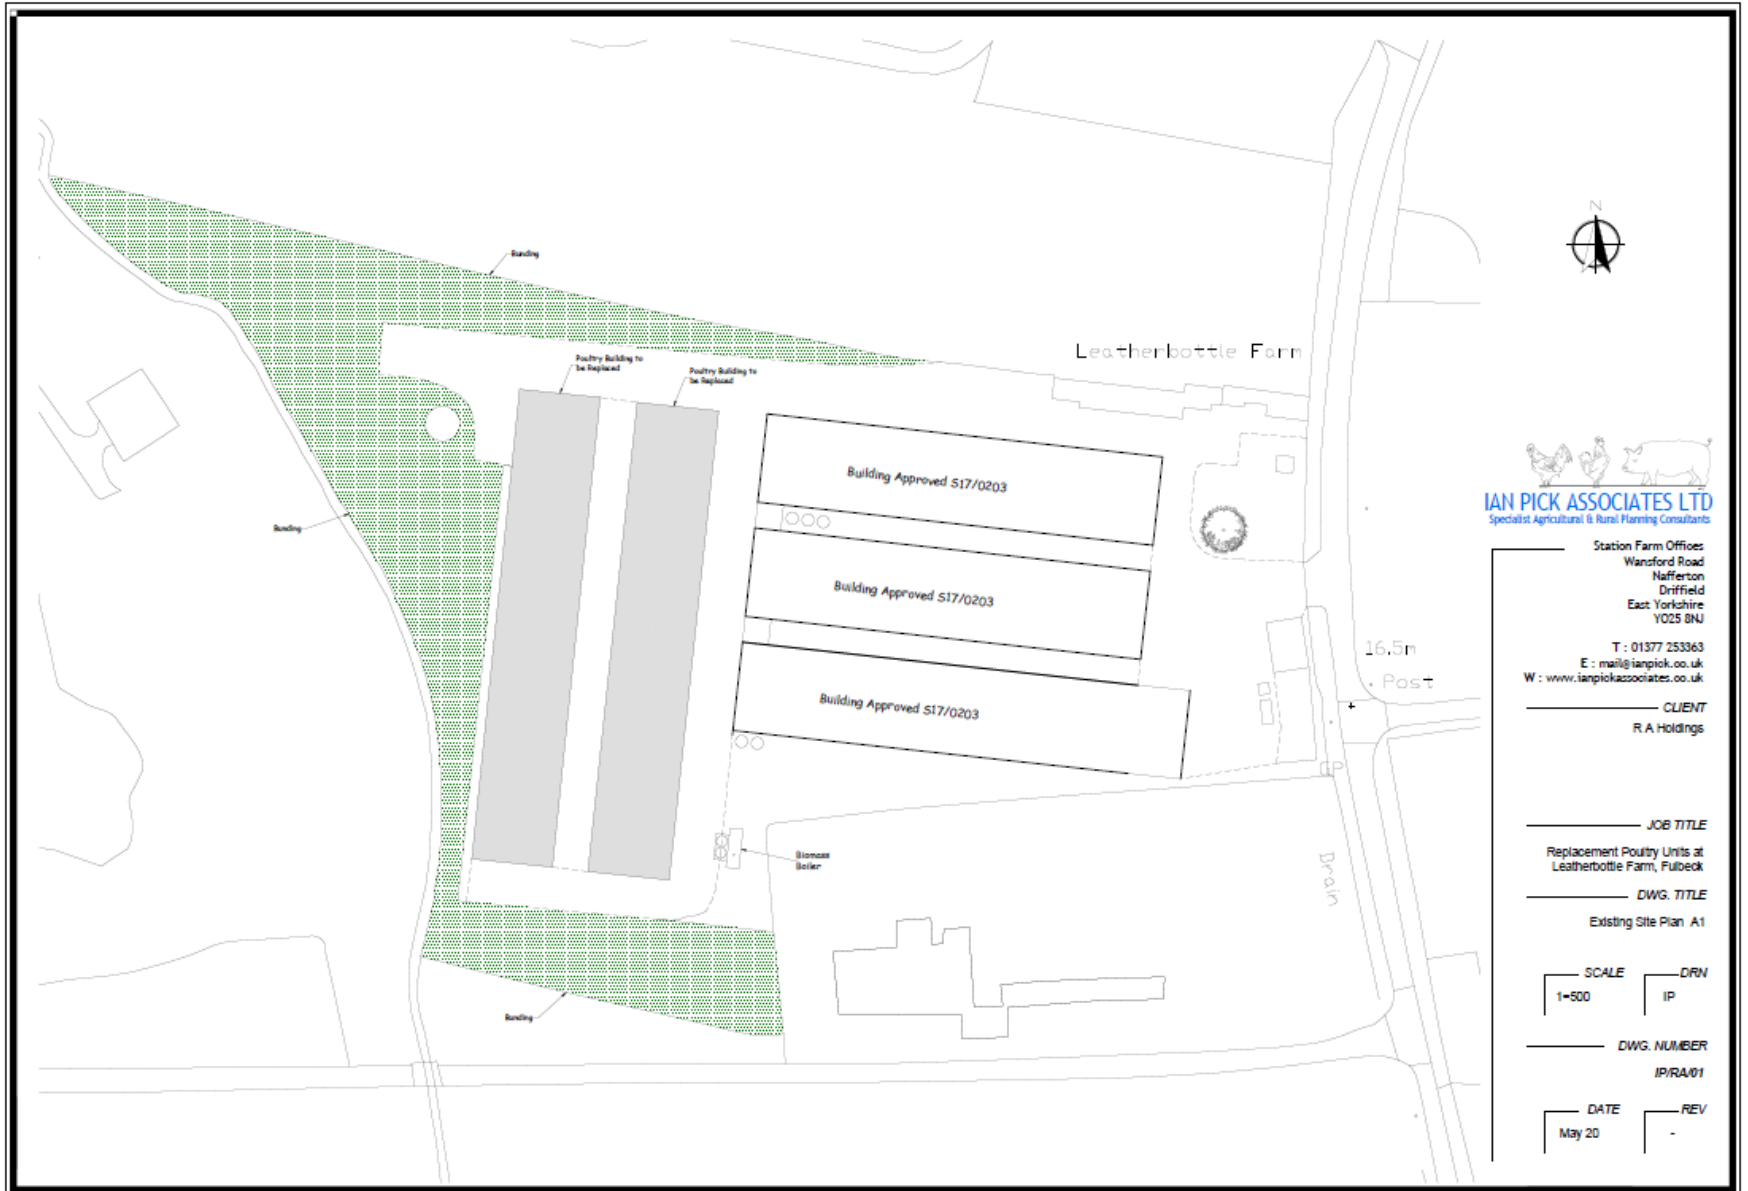 N
Bunding
Leatherbottle Farm
Poultry Building to
be Replaced
Poultry Building to
be Replaced
Building Approved S17/0203
Bunding
Building Approved S17/0203
Building Approved S17/0203
16.5m
Post
GP
Biomass
Boiler
Drain
Bunding
IAN PICK ASSOCIATES LTD
Specialist Agricultural & Rural Planning Consultants
Station Farm Offices
Wansford Road
Nafferton
Driffield
East Yorkshire
YO25 8NJ
T : 01377 253363
E : mail@ianpick.co.uk
W : www.ianpickassociates.co.uk
CLIENT
R A Holdings
JOB TITLE
Replacement Poultry Units at
Leatherbottle Farm, Fulbeck
DWG. TITLE
Existing Site Plan A1
SCALE DRN
1=500 IP
DWG. NUMBER
IP/RA/01
DATE REV
May 20 -